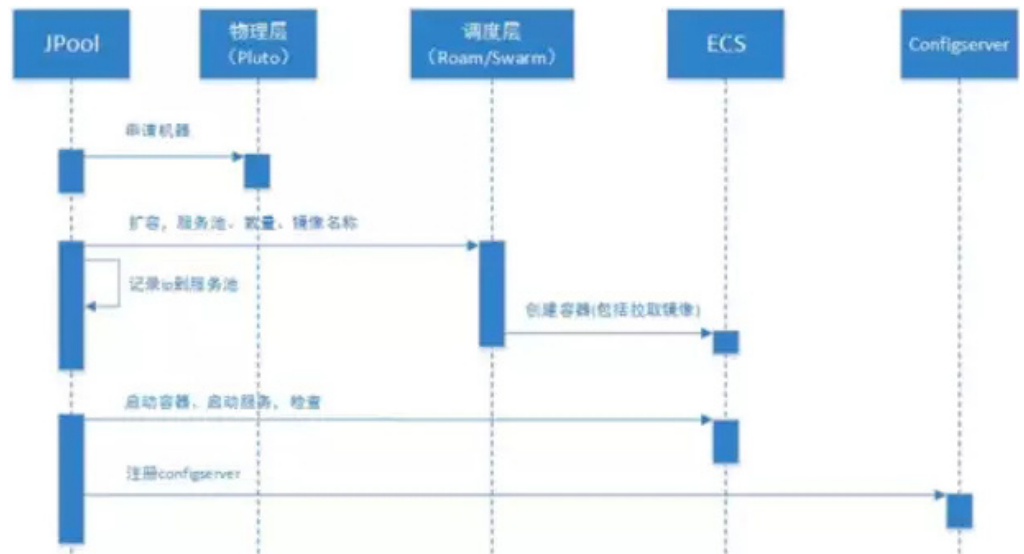 JPool
物理层
（Pluto）
调度层
（Roam/Swarm）
ECS
Configserver
申请机器
扩容，服务池、数量、镜像名称
记录ip到服务池
创建容器(包括拉取镜像)
启动容器、启动服务，检查
注册configserver